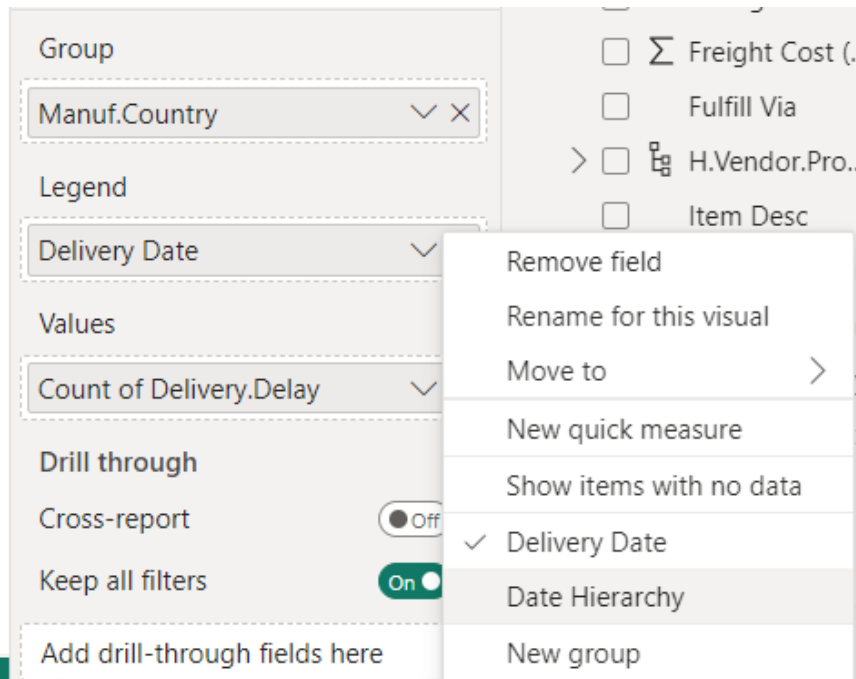 Group
Manuf.Country
Legend
Delivery Date
Values
Count of Delivery.Delay
Drill through
Cross-report
Off
Keep all filters
On
Add drill-through fields here
Σ Freight Cost (.
Fulfill Via
H.Vendor.Pro..
Item Desc
Remove field
Rename for this visual
Move to
New quick measure
Show items with no data
Delivery Date
Date Hierarchy
New group